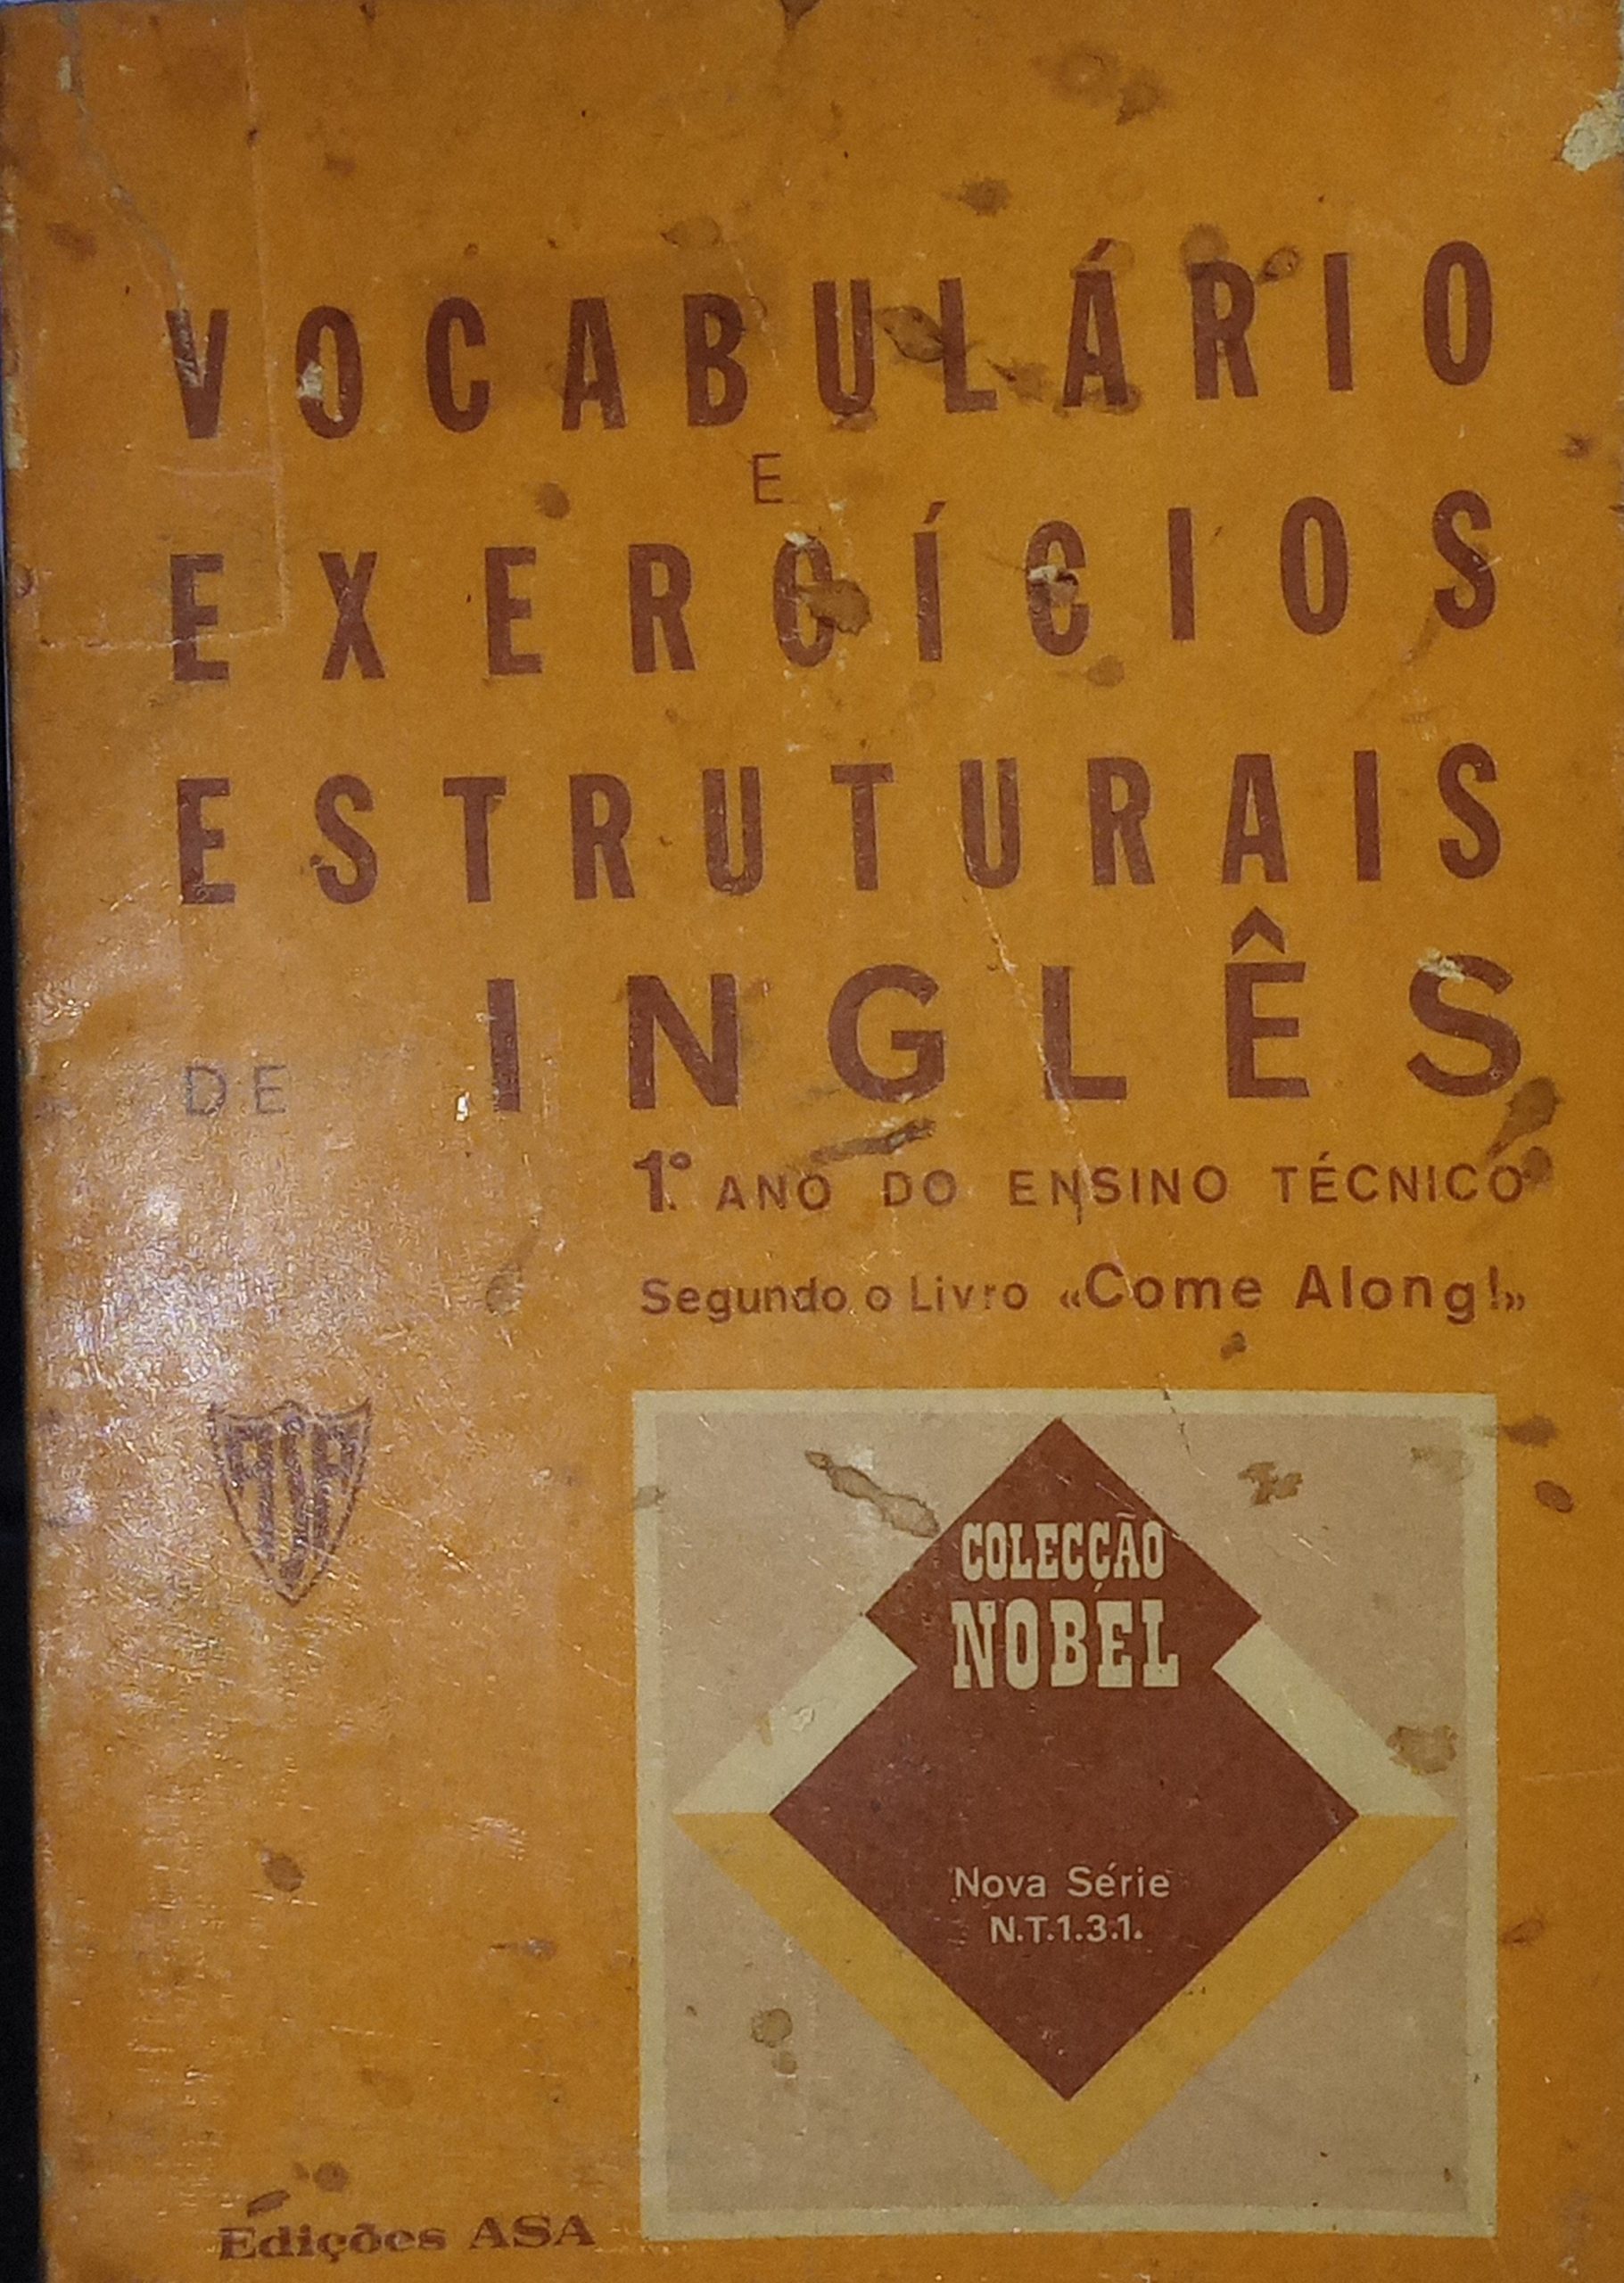 VOCABULÁRIO
E
EXERCÍCIOS
ESTRUTURAIS
DE INGLÊS
1.º ANO DO ENSINO TÉCNICO
Segundo o Livro «Come Along!»
COLECÇÃO
NOBEL
Nova Série
N.T.1.3.1.
Edições ASA